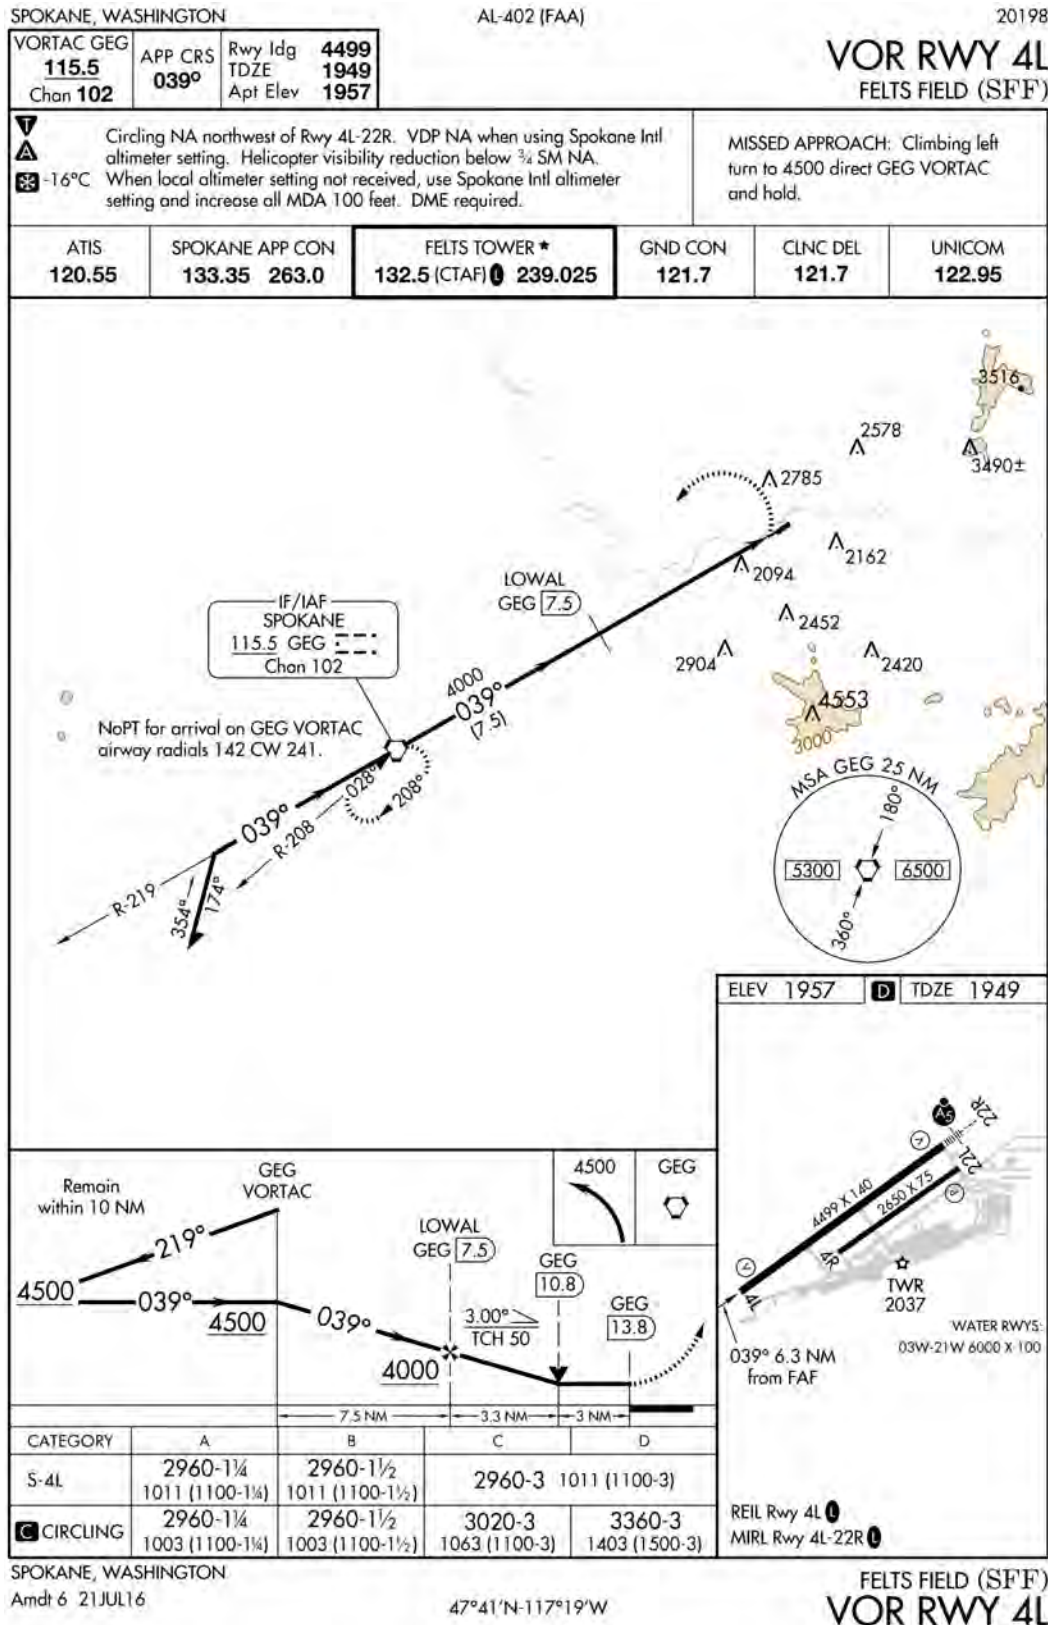 SPOKANE, WASHINGTON
AL-402 (FAA)
20198
VORTAC GEG
115.5
Chan 102
APP CRS
039°
Rwy ldg 4499
TDZE 1949
Apt Elev 1957
VOR RWY 4L
FELTS FIELD (SFF)
T
A
-16°C
Circling NA northwest of Rwy 4L-22R. VDP NA when using Spokane Intl
altimeter setting. Helicopter visibility reduction below ¾ SM NA.
When local altimeter setting not received, use Spokane Intl altimeter
setting and increase all MDA 100 feet. DME required.
MISSED APPROACH: Climbing left
turn to 4500 direct GEG VORTAC
and hold.
ATIS
120.55
SPOKANE APP CON
133.35 263.0
FELTS TOWER ★
132.5 (CTAF) L 239.025
GND CON
121.7
CLNC DEL
121.7
UNICOM
122.95
3516
2578
3490±
2785
2162
2094
LOWAL
GEG 7.5
2452
2904
2420
4553
3000
IF/IAF
SPOKANE
115.5 GEG
Chan 102
4000
039°
(7.5)
NoPT for arrival on GEG VORTAC
airway radials 142 CW 241.
028°
208°
039°
R-208
R-219
354°
174°
MSA GEG 25 NM
180°
5300
6500
360°
ELEV 1957
D
TDZE 1949
A5
22R
22L
4499 X 140
2650 X 75
4R
4L
V
V
V
TWR
2037
WATER RWYS:
03W-21W 6000 X 100
039° 6.3 NM
from FAF
REIL Rwy 4L L
MIRL Rwy 4L-22R L
Remain
within 10 NM
GEG
VORTAC
4500
GEG
219°
4500
039°
4500
039°
LOWAL
GEG 7.5
4000
3.00°
TCH 50
GEG
10.8
GEG
13.8
7.5 NM
3.3 NM
3 NM
CATEGORY
A
B
C
D
S-4L
2960-1¼
1011 (1100-1¼)
2960-1½
1011 (1100-1½)
2960-3 1011 (1100-3)
C CIRCLING
2960-1¼
1003 (1100-1¼)
2960-1½
1003 (1100-1½)
3020-3
1063 (1100-3)
3360-3
1403 (1500-3)
SPOKANE, WASHINGTON
Amdt 6 21JUL16
47°41'N-117°19'W
FELTS FIELD (SFF)
VOR RWY 4L